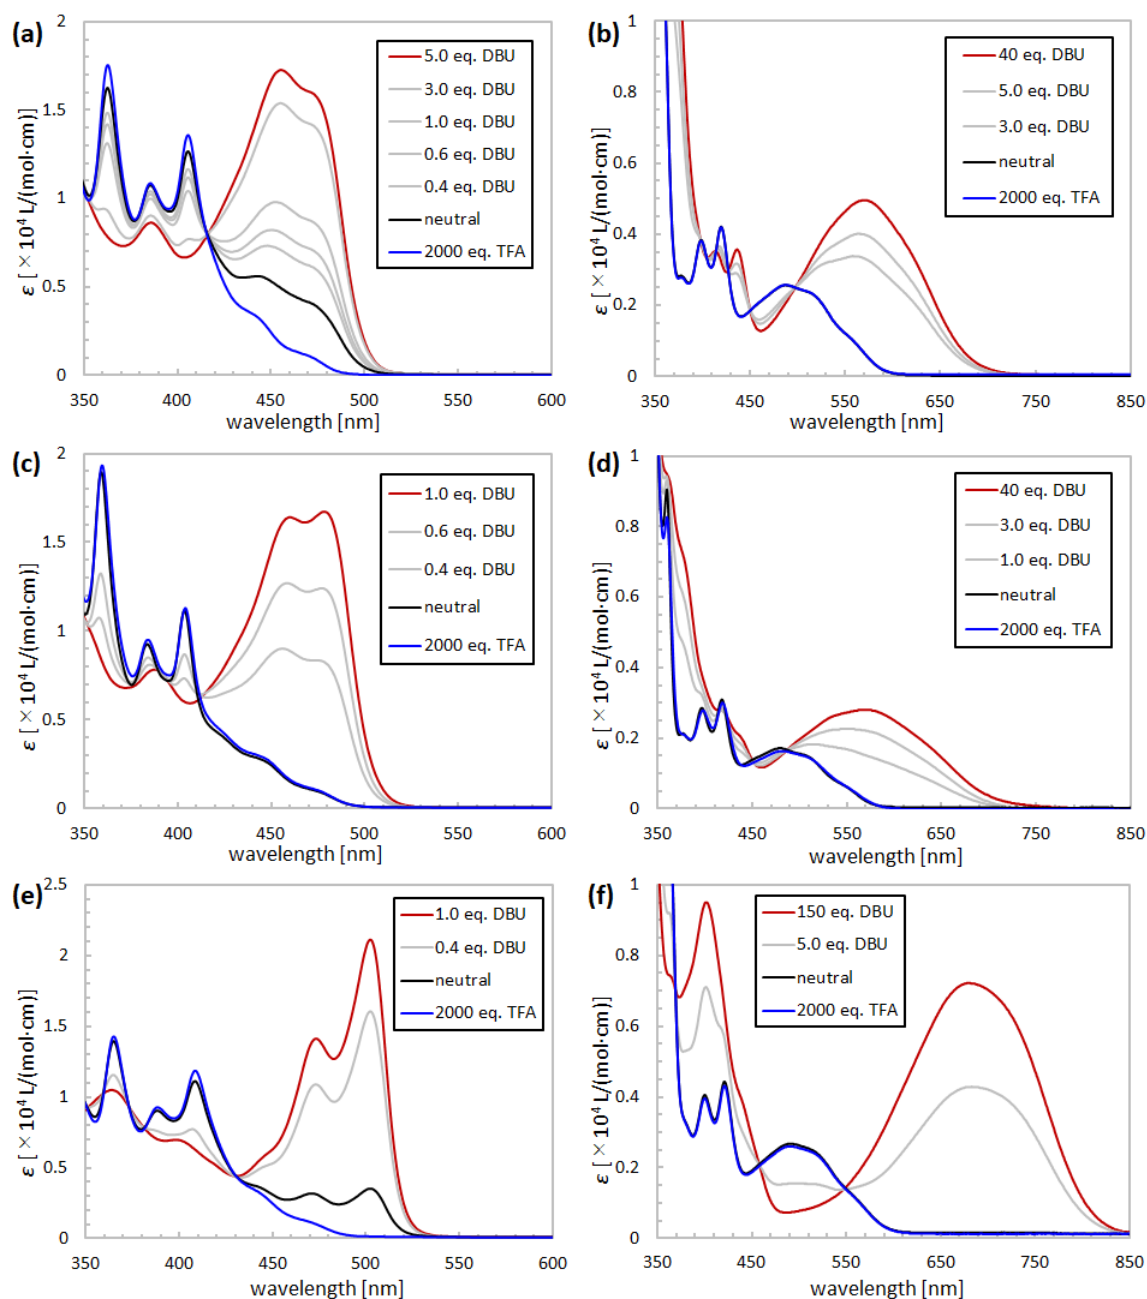 (a)
ε [×10⁴ L/(mol·cm)]
2
1.5
1
0.5
0
5.0 eq. DBU
3.0 eq. DBU
1.0 eq. DBU
0.6 eq. DBU
0.4 eq. DBU
neutral
2000 eq. TFA
350 400 450 500 550 600
wavelength [nm]
(b)
ε [×10⁴ L/(mol·cm)]
1
0.8
0.6
0.4
0.2
0
40 eq. DBU
5.0 eq. DBU
3.0 eq. DBU
neutral
2000 eq. TFA
350 450 550 650 750 850
wavelength [nm]
(c)
ε [×10⁴ L/(mol·cm)]
2
1.5
1
0.5
0
1.0 eq. DBU
0.6 eq. DBU
0.4 eq. DBU
neutral
2000 eq. TFA
350 400 450 500 550 600
wavelength [nm]
(d)
ε [×10⁴ L/(mol·cm)]
1
0.8
0.6
0.4
0.2
0
40 eq. DBU
3.0 eq. DBU
1.0 eq. DBU
neutral
2000 eq. TFA
350 450 550 650 750 850
wavelength [nm]
(e)
ε [×10⁴ L/(mol·cm)]
2.5
2
1.5
1
0.5
0
1.0 eq. DBU
0.4 eq. DBU
neutral
2000 eq. TFA
350 400 450 500 550 600
wavelength [nm]
(f)
ε [×10⁴ L/(mol·cm)]
1
0.8
0.6
0.4
0.2
0
150 eq. DBU
5.0 eq. DBU
neutral
2000 eq. TFA
350 450 550 650 750 850
wavelength [nm]